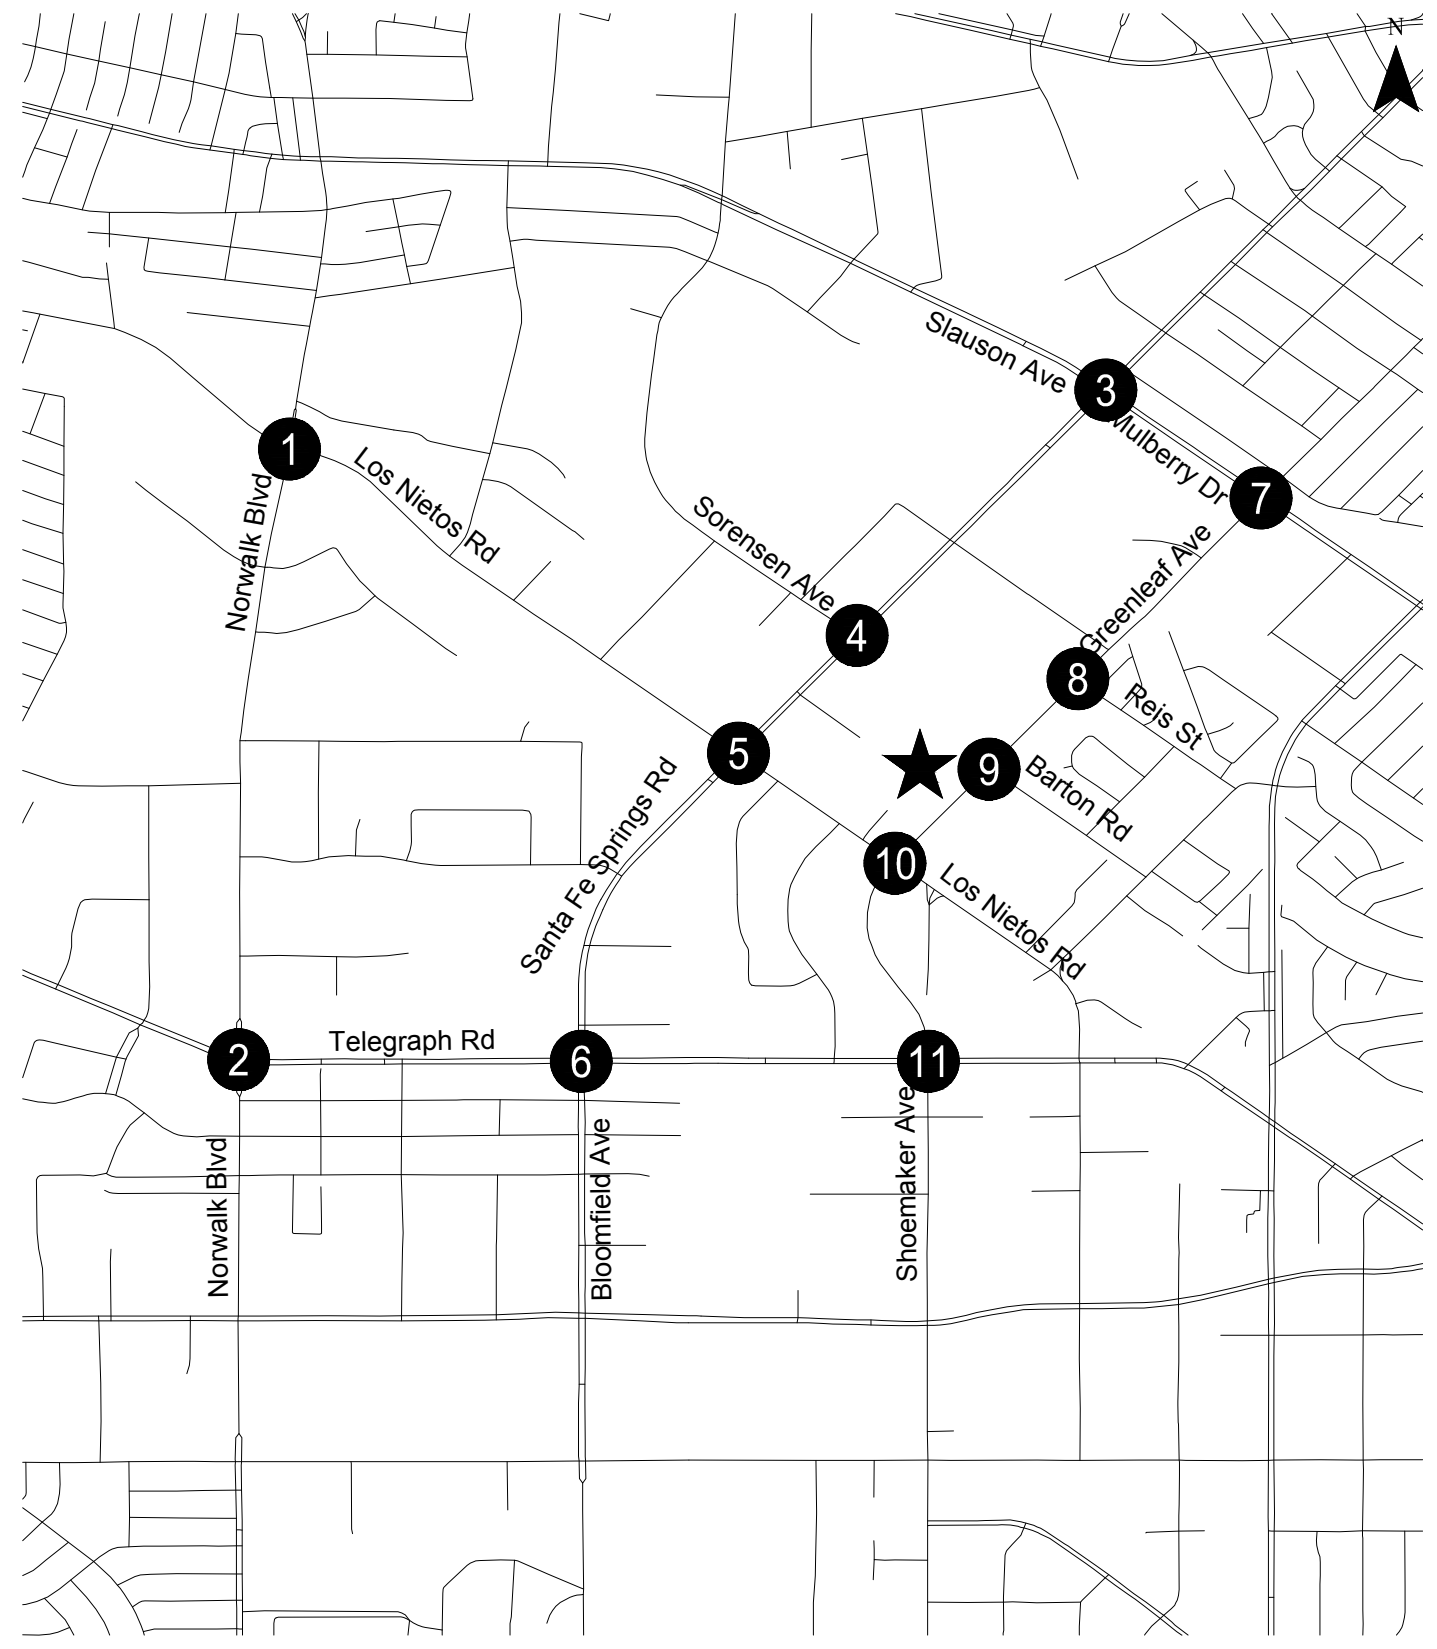 N
Slauson Ave
3
Mulberry Dr
1
Los Nietos Rd
7
Norwalk Blvd
Sorensen Ave
Greenleaf Ave
4
8
Reis St
5
9
Barton Rd
Santa Fe Springs Rd
10
Los Nietos Rd
2
Telegraph Rd
6
11
Norwalk Blvd
Bloomfield Ave
Shoemaker Ave